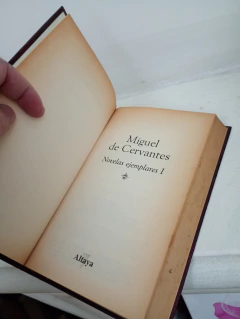 Miguel
de Cervantes
Novelas ejemplares I
Altaya